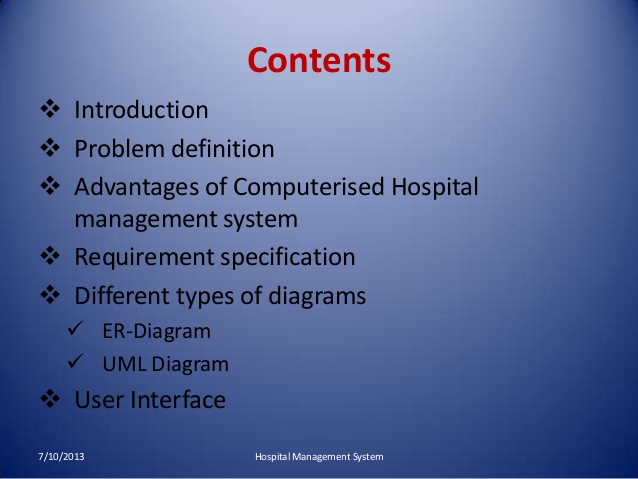 Contents
❖ Introduction
❖ Problem definition
❖ Advantages of Computerised Hospital
management system
❖ Requirement specification
❖ Different types of diagrams
✓ ER-Diagram
✓ UML Diagram
❖ User Interface
7/10/2013 Hospital Management System